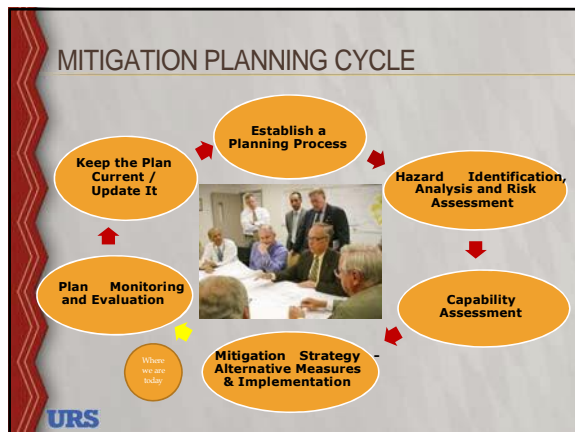 MITIGATION PLANNING CYCLE
Establish a
Planning Process
Hazard Identification,
Analysis and Risk
Assessment
Capability
Assessment
Mitigation Strategy -
Alternative Measures
& Implementation
Where
we are
today
Plan Monitoring
and Evaluation
Keep the Plan
Current /
Update It
URS